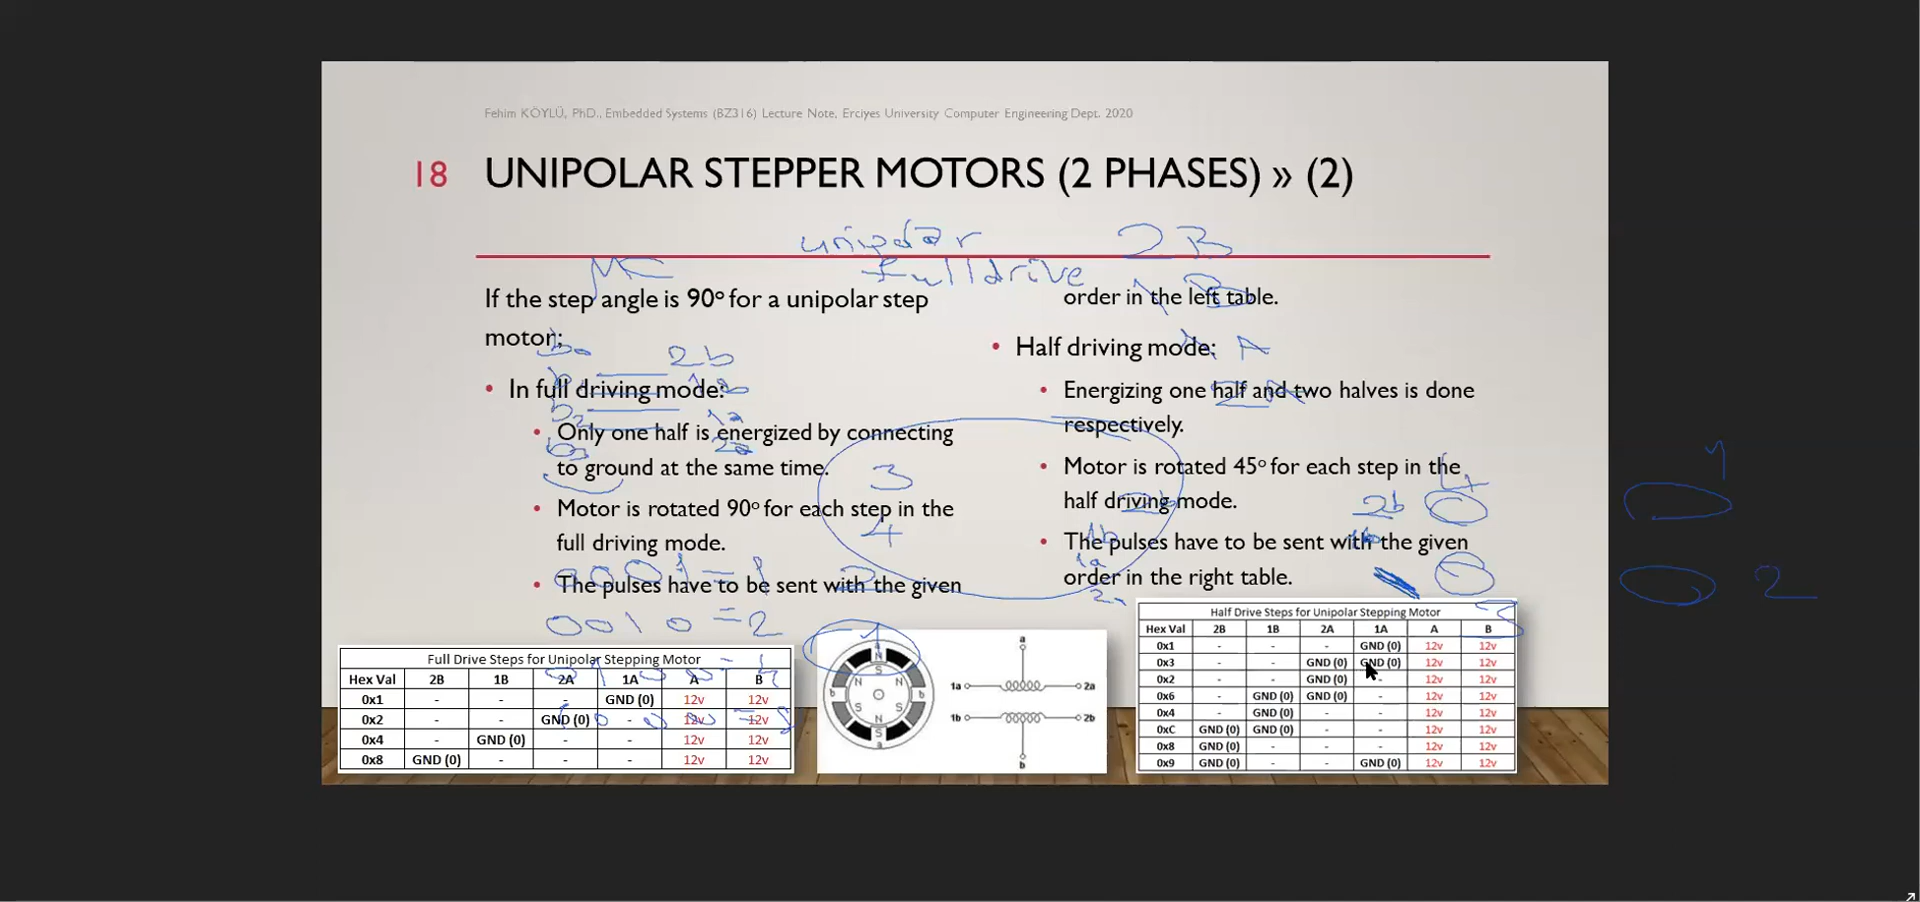 Fehim KÖYLÜ, PhD., Embedded Systems (BZ316) Lecture Note, Erciyes University Computer Engineering Dept. 2020
18 UNIPOLAR STEPPER MOTORS (2 PHASES) » (2)
unipolar 2B
fulldrive
If the step angle is 90° for a unipolar step
motor;
• In full driving mode:
• Only one half is energized by connecting
to ground at the same time.
• Motor is rotated 90° for each step in the
full driving mode.
• The pulses have to be sent with the given
order in the left table.
• Half driving mode:
• Energizing one half and two halves is done
respectively.
• Motor is rotated 45° for each step in the
half driving mode.
• The pulses have to be sent with the given
order in the right table.
2b
3
4
2b
2
0001=1
0010=2
Full Drive Steps for Unipolar Stepping Motor
Hex Val 2B 1B 2A 1A A B
0x1 - - - GND (0) 12v 12v
0x2 - - GND (0) - 12v 12v
0x4 - GND (0) - - 12v 12v
0x8 GND (0) - - - 12v 12v
a
1a 2a
1b 2b
b
a
N
S
N N
b b
S S
N
S
a
Half Drive Steps for Unipolar Stepping Motor
Hex Val 2B 1B 2A 1A A B
0x1 - - - GND (0) 12v 12v
0x3 - - GND (0) GND (0) 12v 12v
0x2 - - GND (0) - 12v 12v
0x6 - GND (0) GND (0) - 12v 12v
0x4 - GND (0) - - 12v 12v
0xC GND (0) GND (0) - - 12v 12v
0x8 GND (0) - - - 12v 12v
0x9 GND (0) - - GND (0) 12v 12v